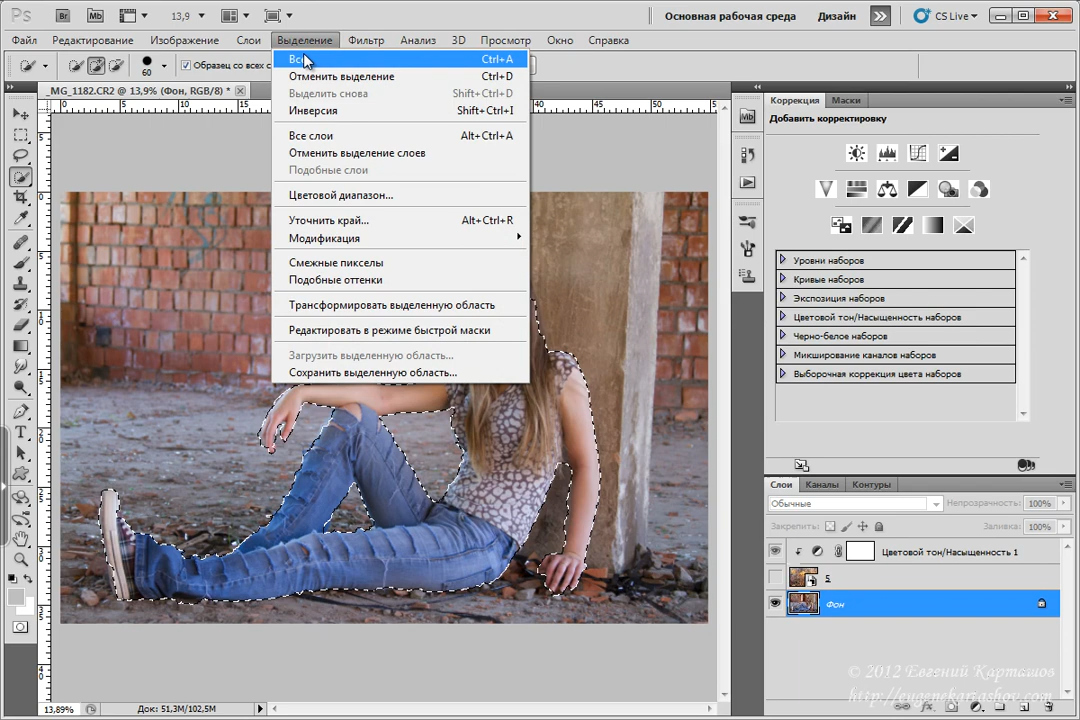 Ps Br Mb 13,9 Основная рабочая среда Дизайн CS Live
Файл Редактирование Изображение Слои Выделение Фильтр Анализ 3D Просмотр Окно Справка
60 Образец со всех с
_MG_1182.CR2 @ 13,9% (Фон, RGB/8) *
Все Ctrl+A
Отменить выделение Ctrl+D
Выделить снова Shift+Ctrl+D
Инверсия Shift+Ctrl+I
Все слои Alt+Ctrl+A
Отменить выделение слоев
Подобные слои
Цветовой диапазон...
Уточнить край... Alt+Ctrl+R
Модификация
Смежные пикселы
Подобные оттенки
Трансформировать выделенную область
Редактировать в режиме быстрой маски
Загрузить выделенную область...
Сохранить выделенную область...
Коррекция Маски
Добавить корректировку
Уровни наборов
Кривые наборов
Экспозиция наборов
Цветовой тон/Насыщенность наборов
Черно-белое наборов
Микширование каналов наборов
Выборочная коррекция цвета наборов
Слои Каналы Контуры
Обычные Непрозрачность: 100%
Закрепить: Заливка: 100%
Цветовой тон/Насыщенность 1
5
Фон
© 2012 Евгений Карташов
http://eugenekartashov.com
13,89% Док: 51,3M/102,5M